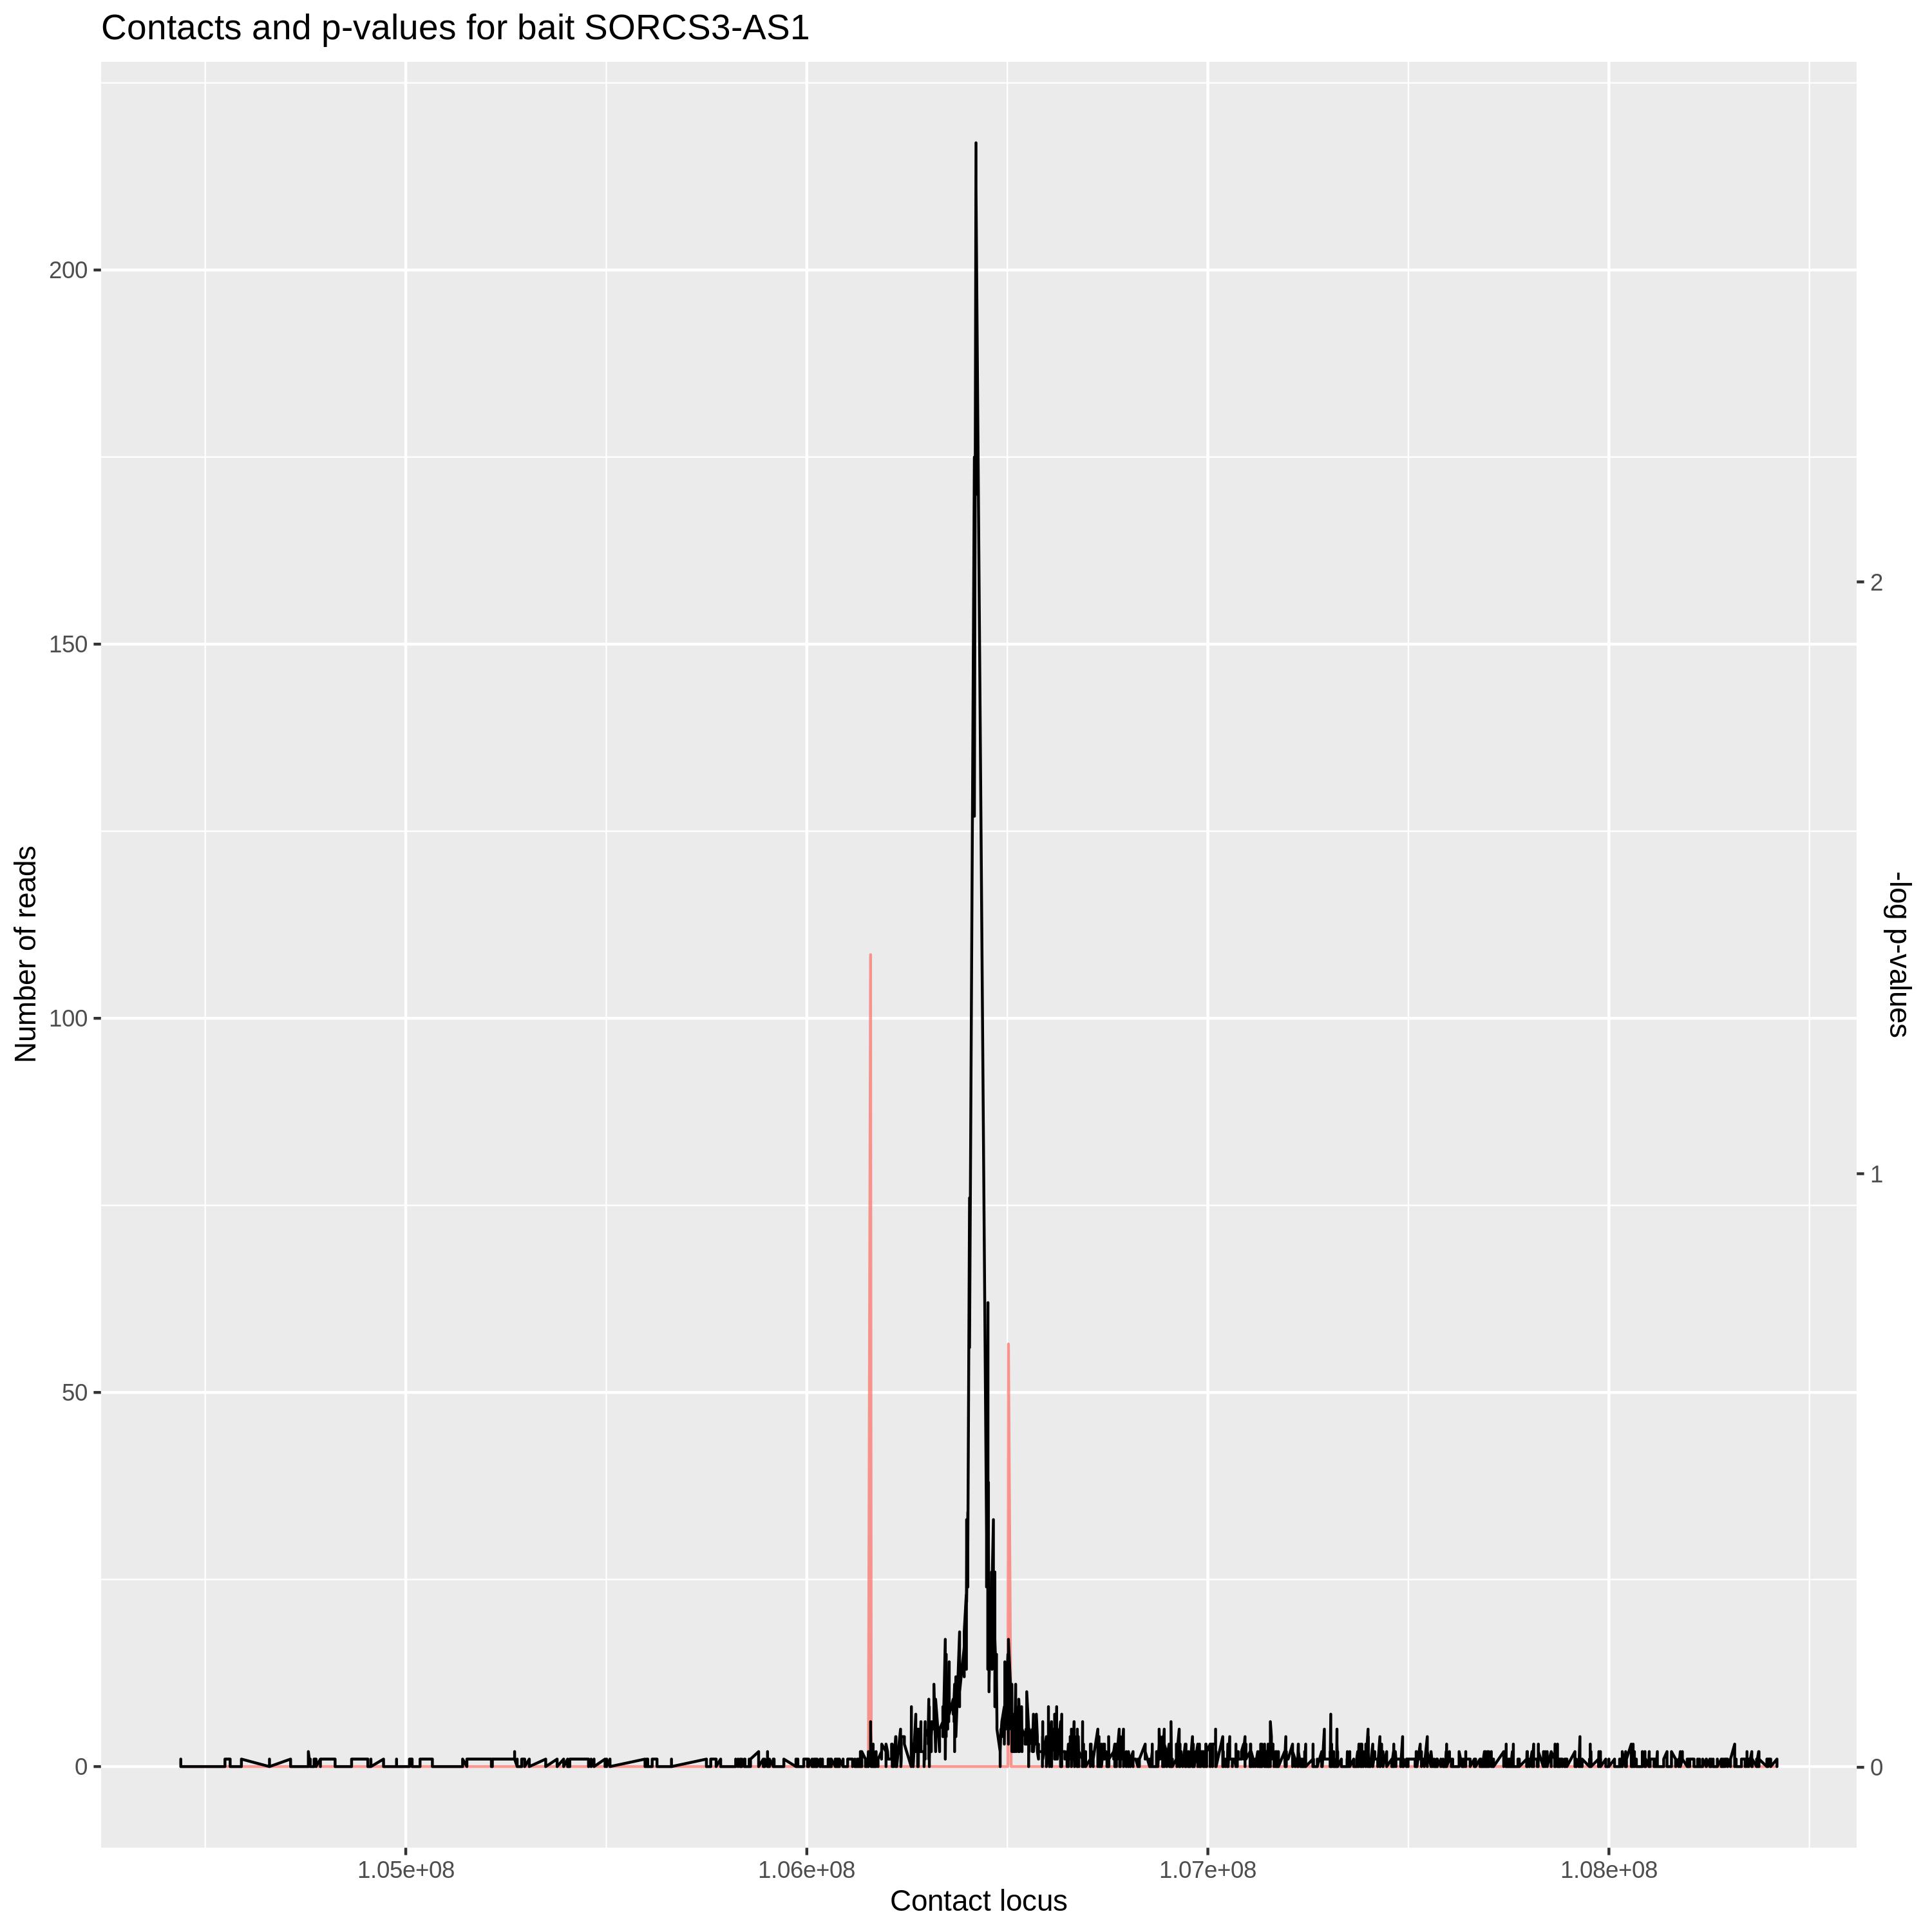 Contacts and p-values for bait SORCS3-AS1
Number of reads
200
150
100
50
0
2
1
0
-log p-values
1.05e+08
1.06e+08
1.07e+08
1.08e+08
Contact locus